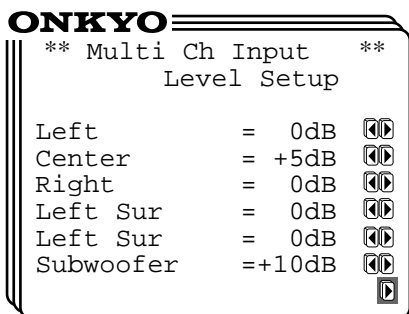 ONKYO
** Multi Ch Input **
Level Setup
Left = 0dB
Center = +5dB
Right = 0dB
Left Sur = 0dB
Left Sur = 0dB
Subwoofer =+10dB